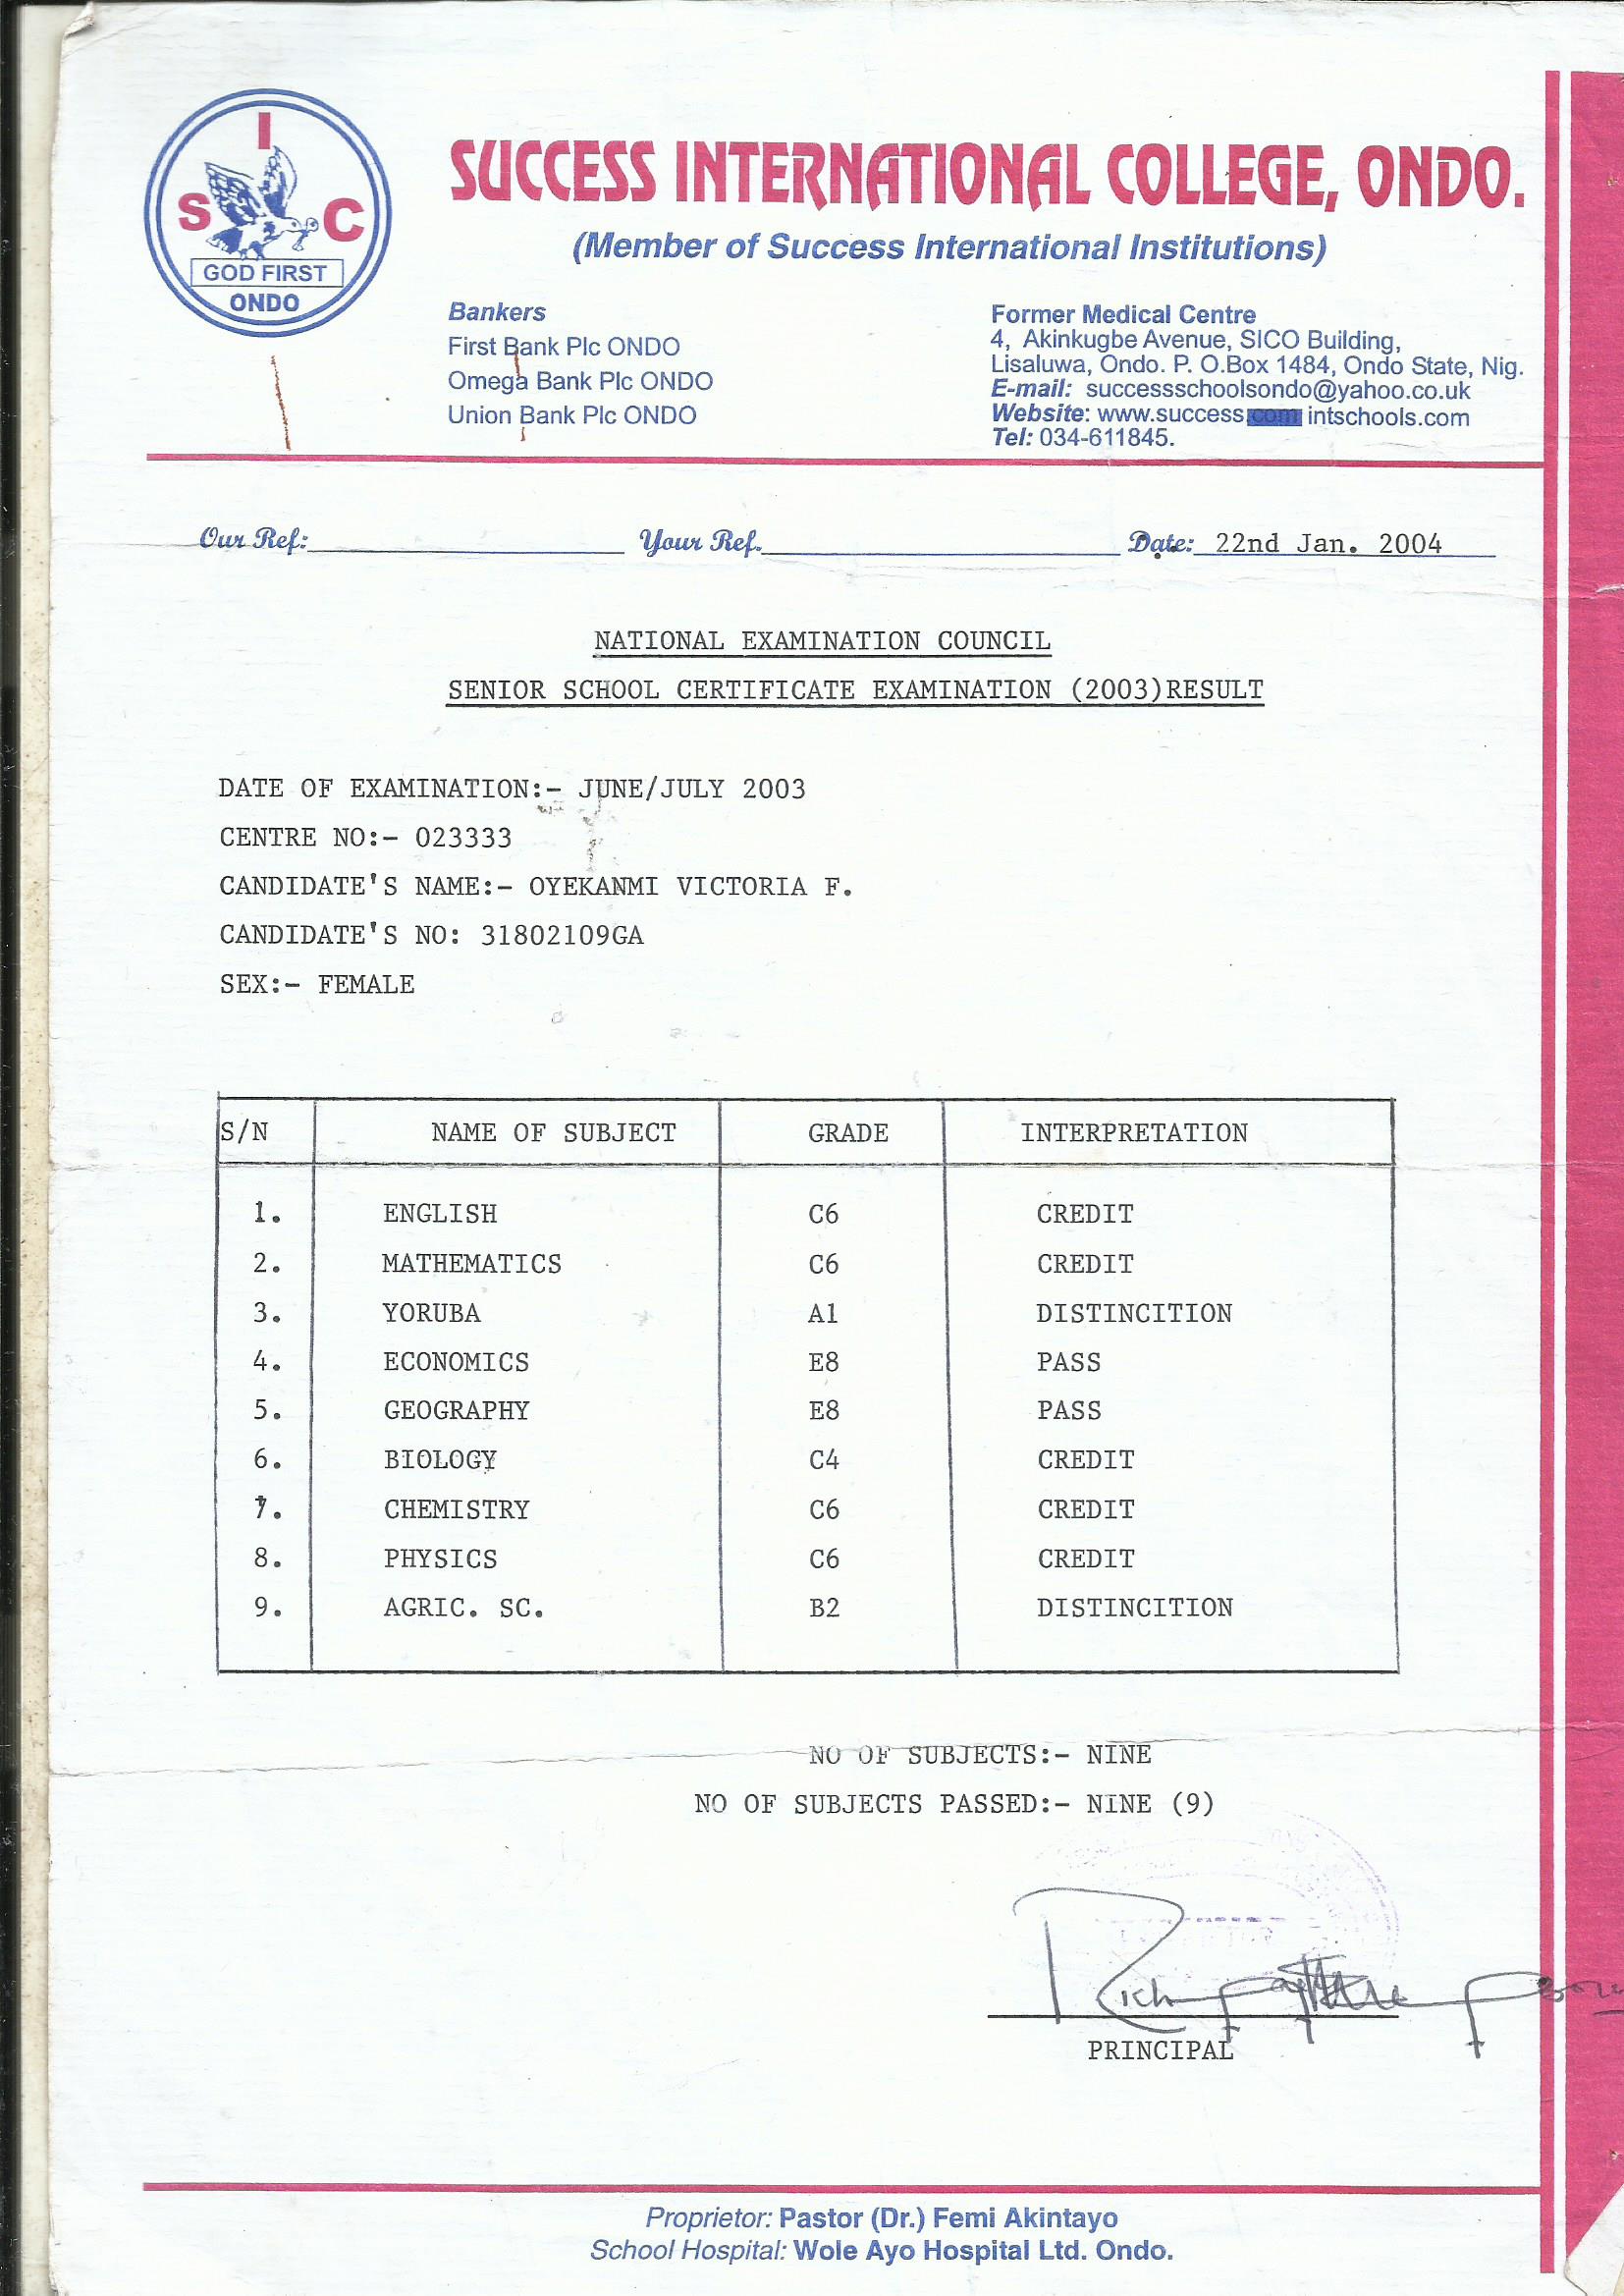 I
S C
GOD FIRST
ONDO
SUCCESS INTERNATIONAL COLLEGE, ONDO.
(Member of Success International Institutions)
Bankers
First Bank Plc ONDO
Omega Bank Plc ONDO
Union Bank Plc ONDO
Former Medical Centre
4, Akinkugbe Avenue, SICO Building,
Lisaluwa, Ondo. P. O.Box 1484, Ondo State, Nig.
E-mail: successschoolsondo@yahoo.co.uk
Website: www.success.com intschools.com
Tel: 034-611845.
Our Ref: Your Ref. Date: 22nd Jan. 2004
NATIONAL EXAMINATION COUNCIL
SENIOR SCHOOL CERTIFICATE EXAMINATION (2003)RESULT
DATE OF EXAMINATION:- JUNE/JULY 2003
CENTRE NO:- 023333
CANDIDATE'S NAME:- OYEKANMI VICTORIA F.
CANDIDATE'S NO: 31802109GA
SEX:- FEMALE
S/N NAME OF SUBJECT GRADE INTERPRETATION
1. ENGLISH C6 CREDIT
2. MATHEMATICS C6 CREDIT
3. YORUBA A1 DISTINCITION
4. ECONOMICS E8 PASS
5. GEOGRAPHY E8 PASS
6. BIOLOGY C4 CREDIT
7. CHEMISTRY C6 CREDIT
8. PHYSICS C6 CREDIT
9. AGRIC. SC. B2 DISTINCITION
NO OF SUBJECTS:- NINE
NO OF SUBJECTS PASSED:- NINE (9)
PRINCIPAL
Proprietor: Pastor (Dr.) Femi Akintayo
School Hospital: Wole Ayo Hospital Ltd. Ondo.